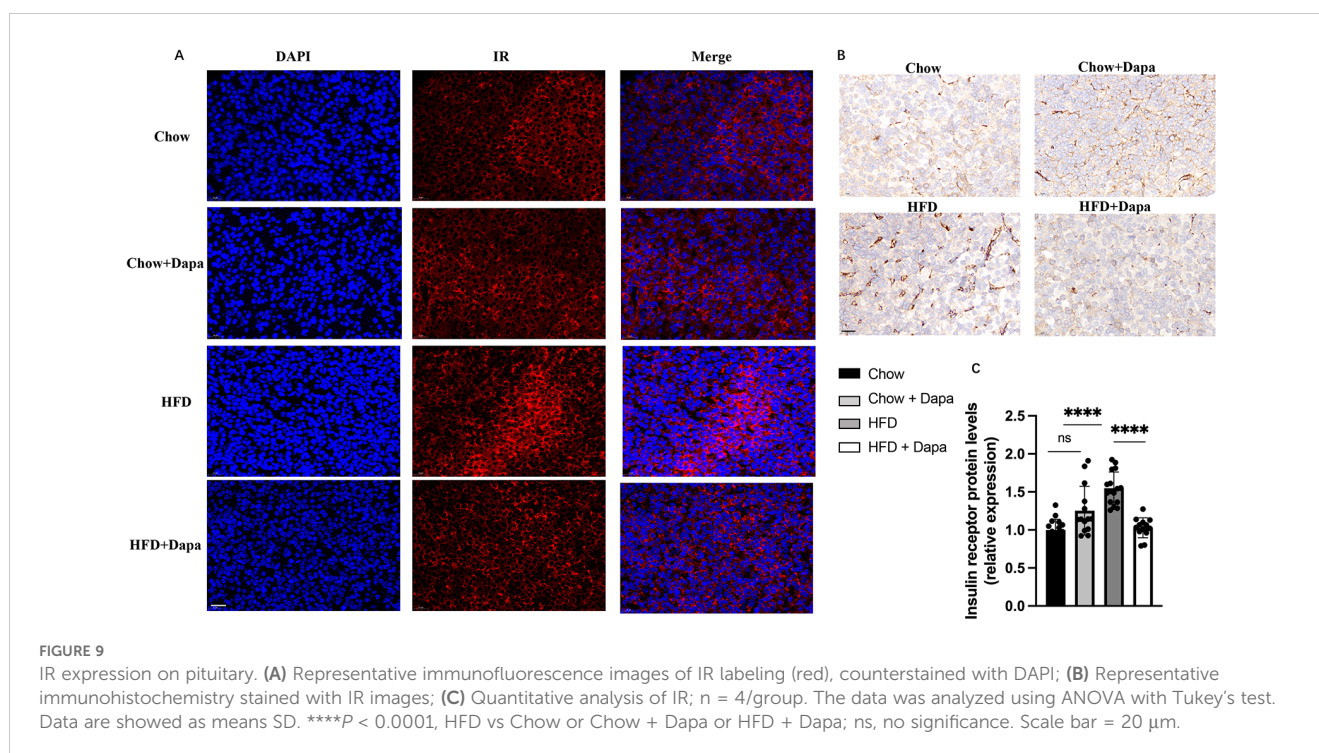 A
DAPI
IR
Merge
Chow
Chow+Dapa
HFD
HFD+Dapa
B
Chow
Chow+Dapa
HFD
HFD+Dapa
Chow
Chow + Dapa
HFD
HFD + Dapa
C
Insulin receptor protein levels
(relative expression)
2.5
2.0
1.5
1.0
0.5
0.0
ns
****
****
FIGURE 9
IR expression on pituitary. (A) Representative immunofluorescence images of IR labeling (red), counterstained with DAPI; (B) Representative
immunohistochemistry stained with IR images; (C) Quantitative analysis of IR; n = 4/group. The data was analyzed using ANOVA with Tukey’s test.
Data are showed as means SD. ****P < 0.0001, HFD vs Chow or Chow + Dapa or HFD + Dapa; ns, no significance. Scale bar = 20 μm.